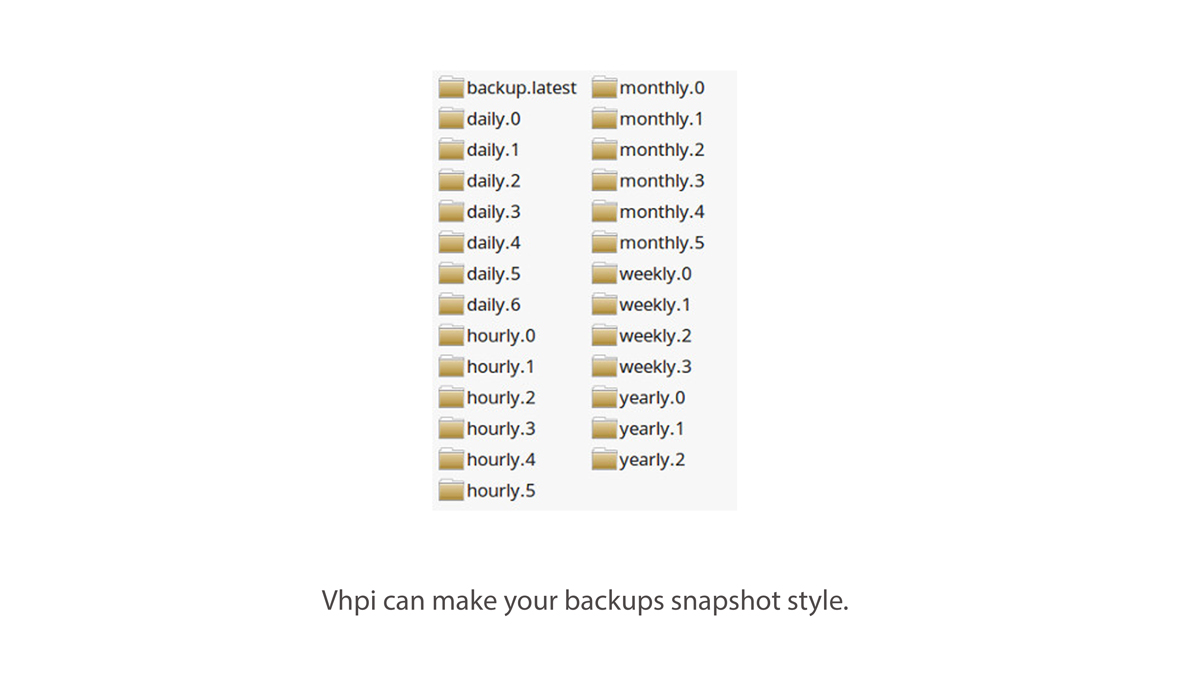 backup.latest
daily.0
daily.1
daily.2
daily.3
daily.4
daily.5
daily.6
hourly.0
hourly.1
hourly.2
hourly.3
hourly.4
hourly.5
monthly.0
monthly.1
monthly.2
monthly.3
monthly.4
monthly.5
weekly.0
weekly.1
weekly.2
weekly.3
yearly.0
yearly.1
yearly.2
Vhpi can make your backups snapshot style.